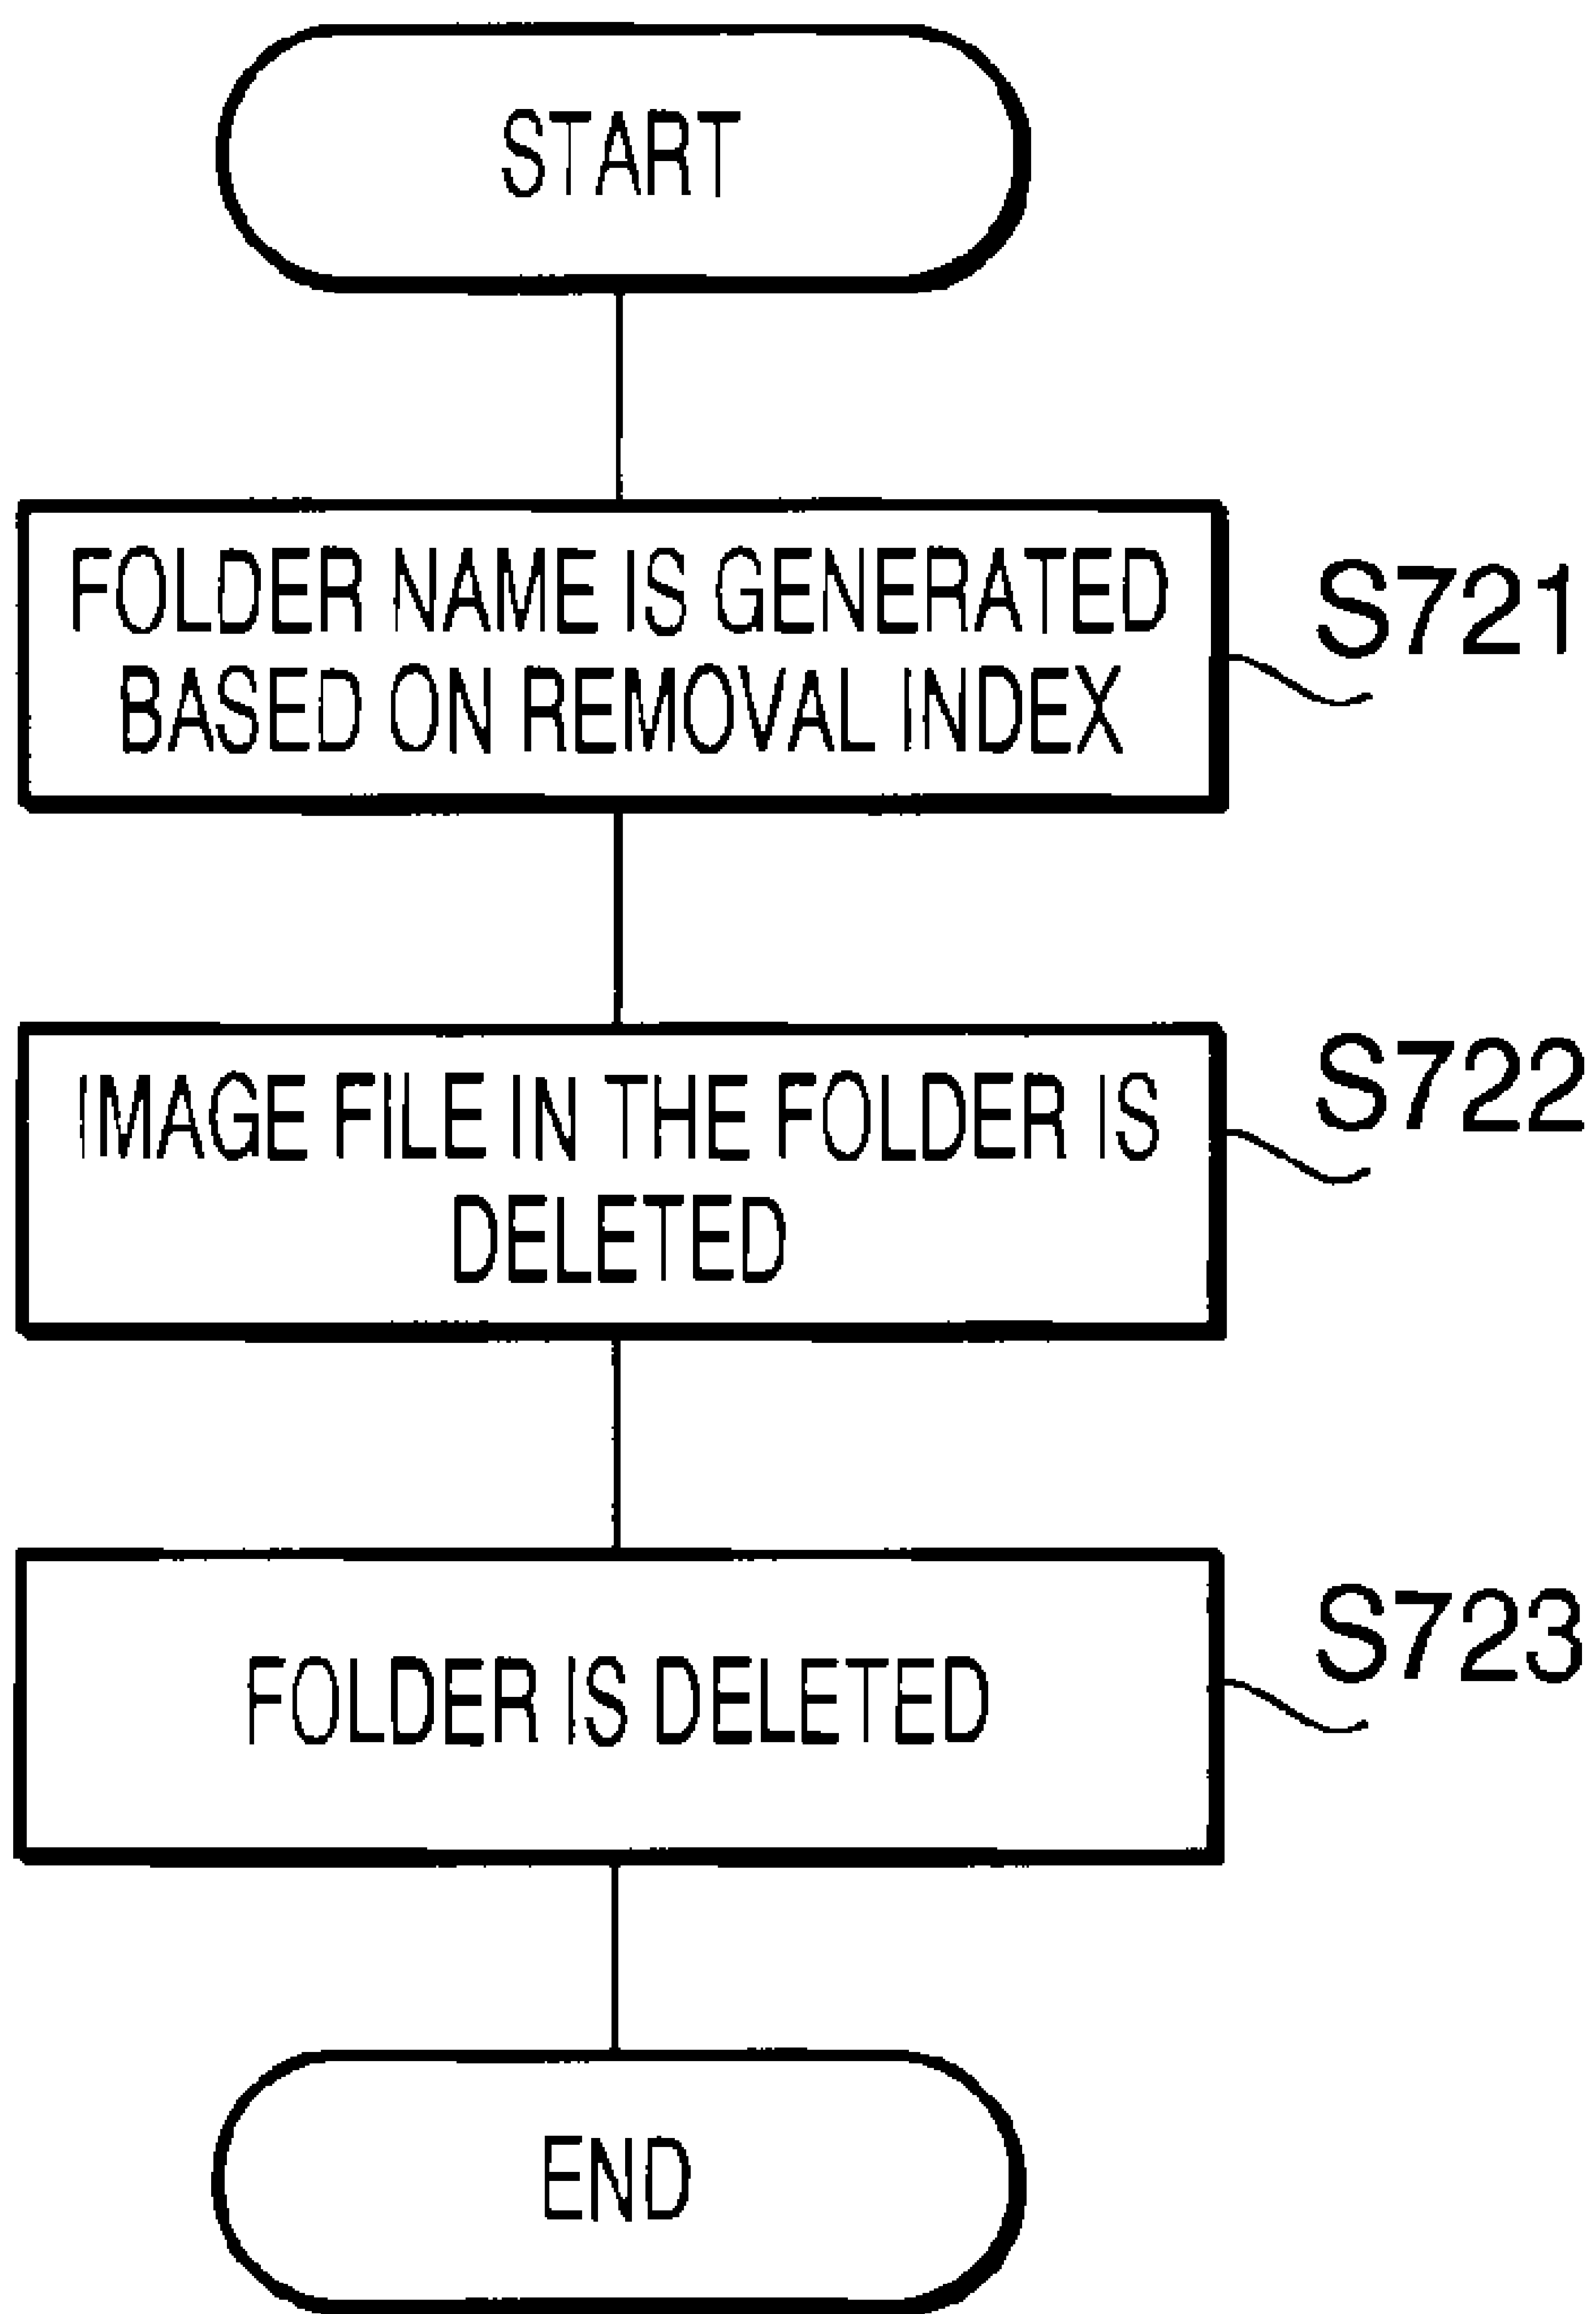 START
FOLDER NAME IS GENERATED
BASED ON REMOVAL INDEX
S721
IMAGE FILE IN THE FOLDER IS
DELETED
S722
FOLDER IS DELETED
S723
END